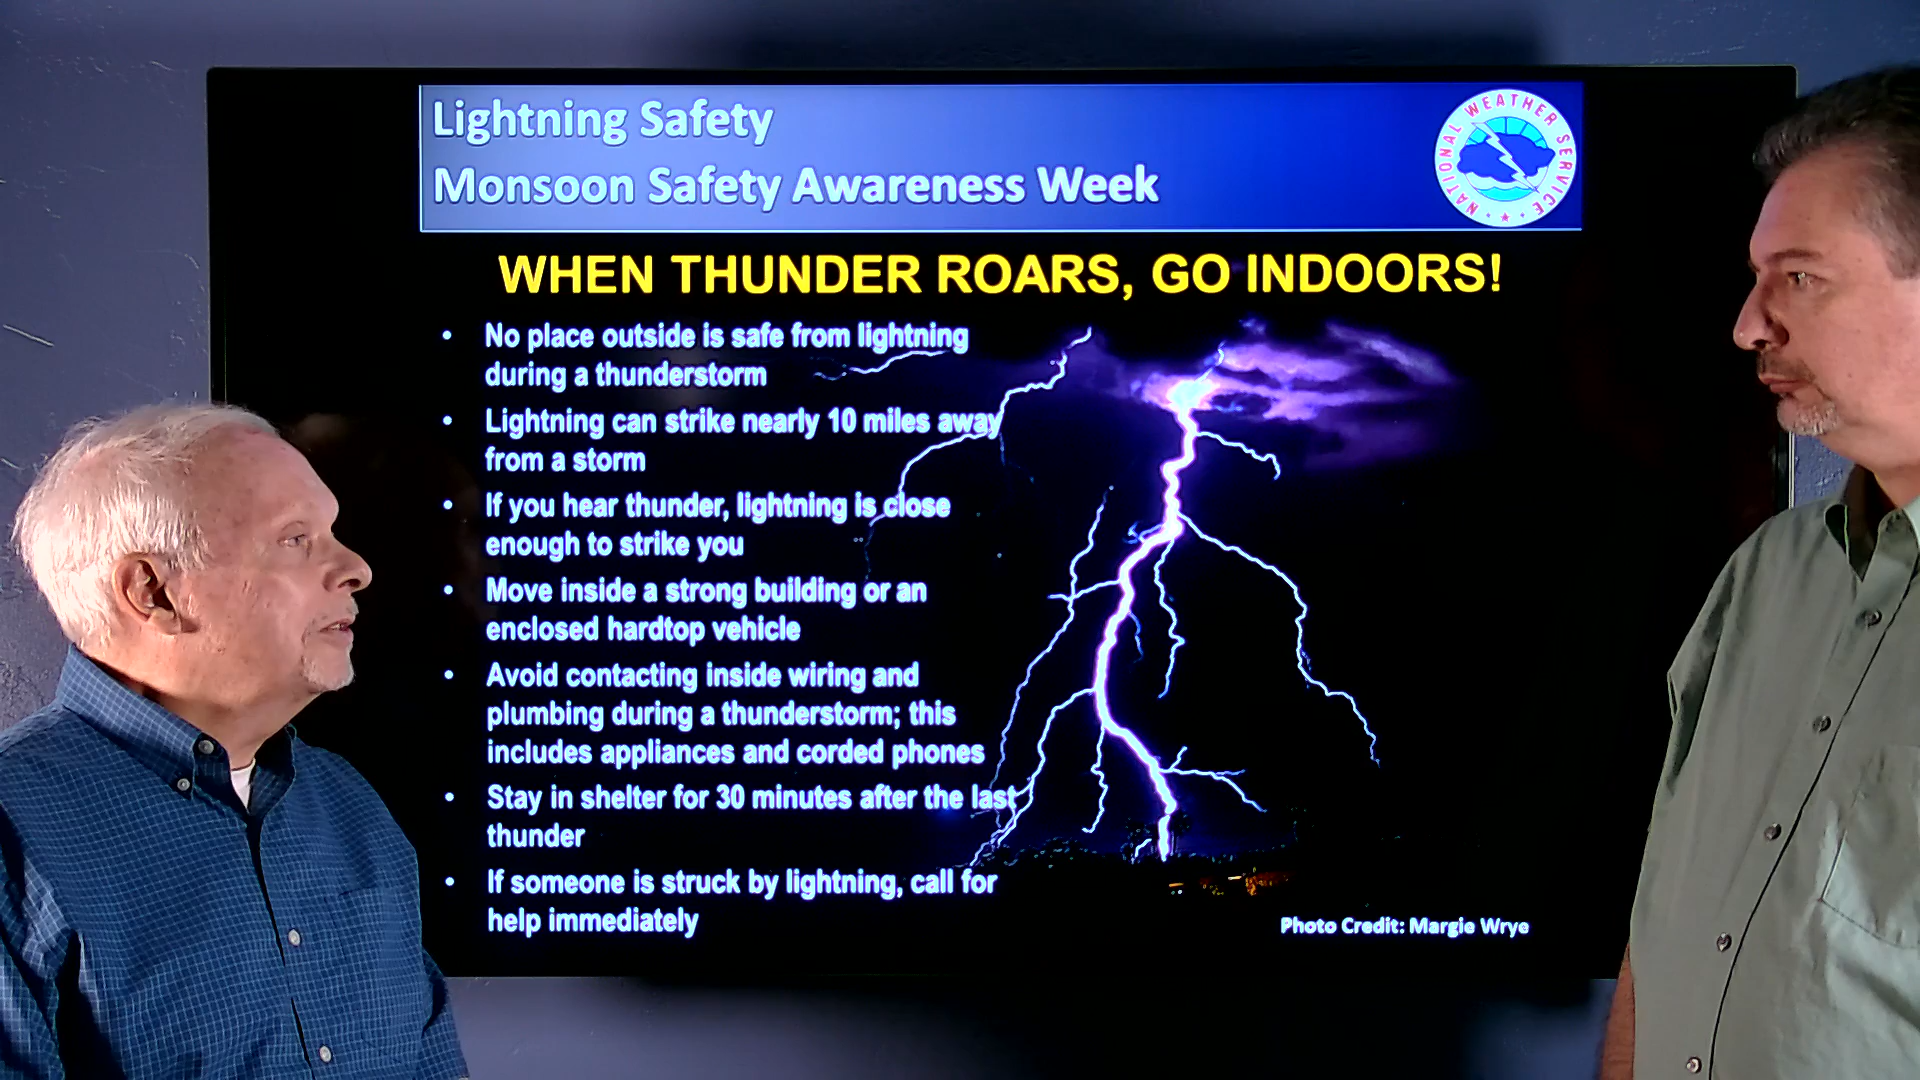 Lightning Safety
Monsoon Safety Awareness Week
NATIONAL WEATHER SERVICE
WHEN THUNDER ROARS, GO INDOORS!
• No place outside is safe from lightning
during a thunderstorm
• Lightning can strike nearly 10 miles away
from a storm
• If you hear thunder, lightning is close
enough to strike you
• Move inside a strong building or an
enclosed hardtop vehicle
• Avoid contacting inside wiring and
plumbing during a thunderstorm; this
includes appliances and corded phones
• Stay in shelter for 30 minutes after the last
thunder
• If someone is struck by lightning, call for
help immediately
Photo Credit: Margie Wrye